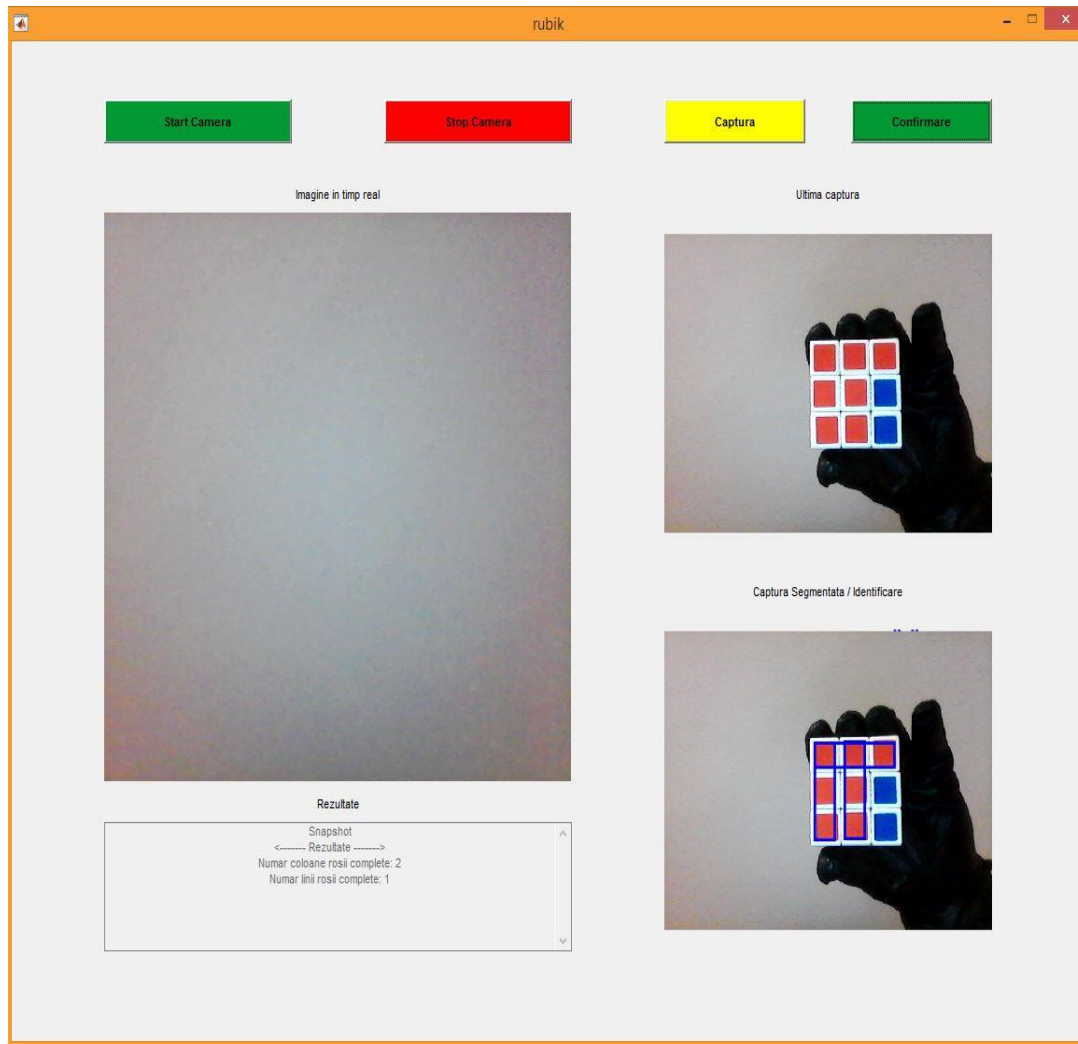 rubik
Start Camera
Stop Camera
Captura
Confirmare
Imagine in timp real
Ultima captura
Captura Segmentata / Identificare
Rezultate
Snapshot
<------- Rezultate ------->
Numar coloane rosii complete: 2
Numar linii rosii complete: 1